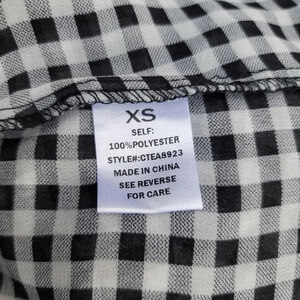 XS
SELF:
100%POLYESTER
STYLE#:CTEA8923
MADE IN CHINA
SEE REVERSE
FOR CARE